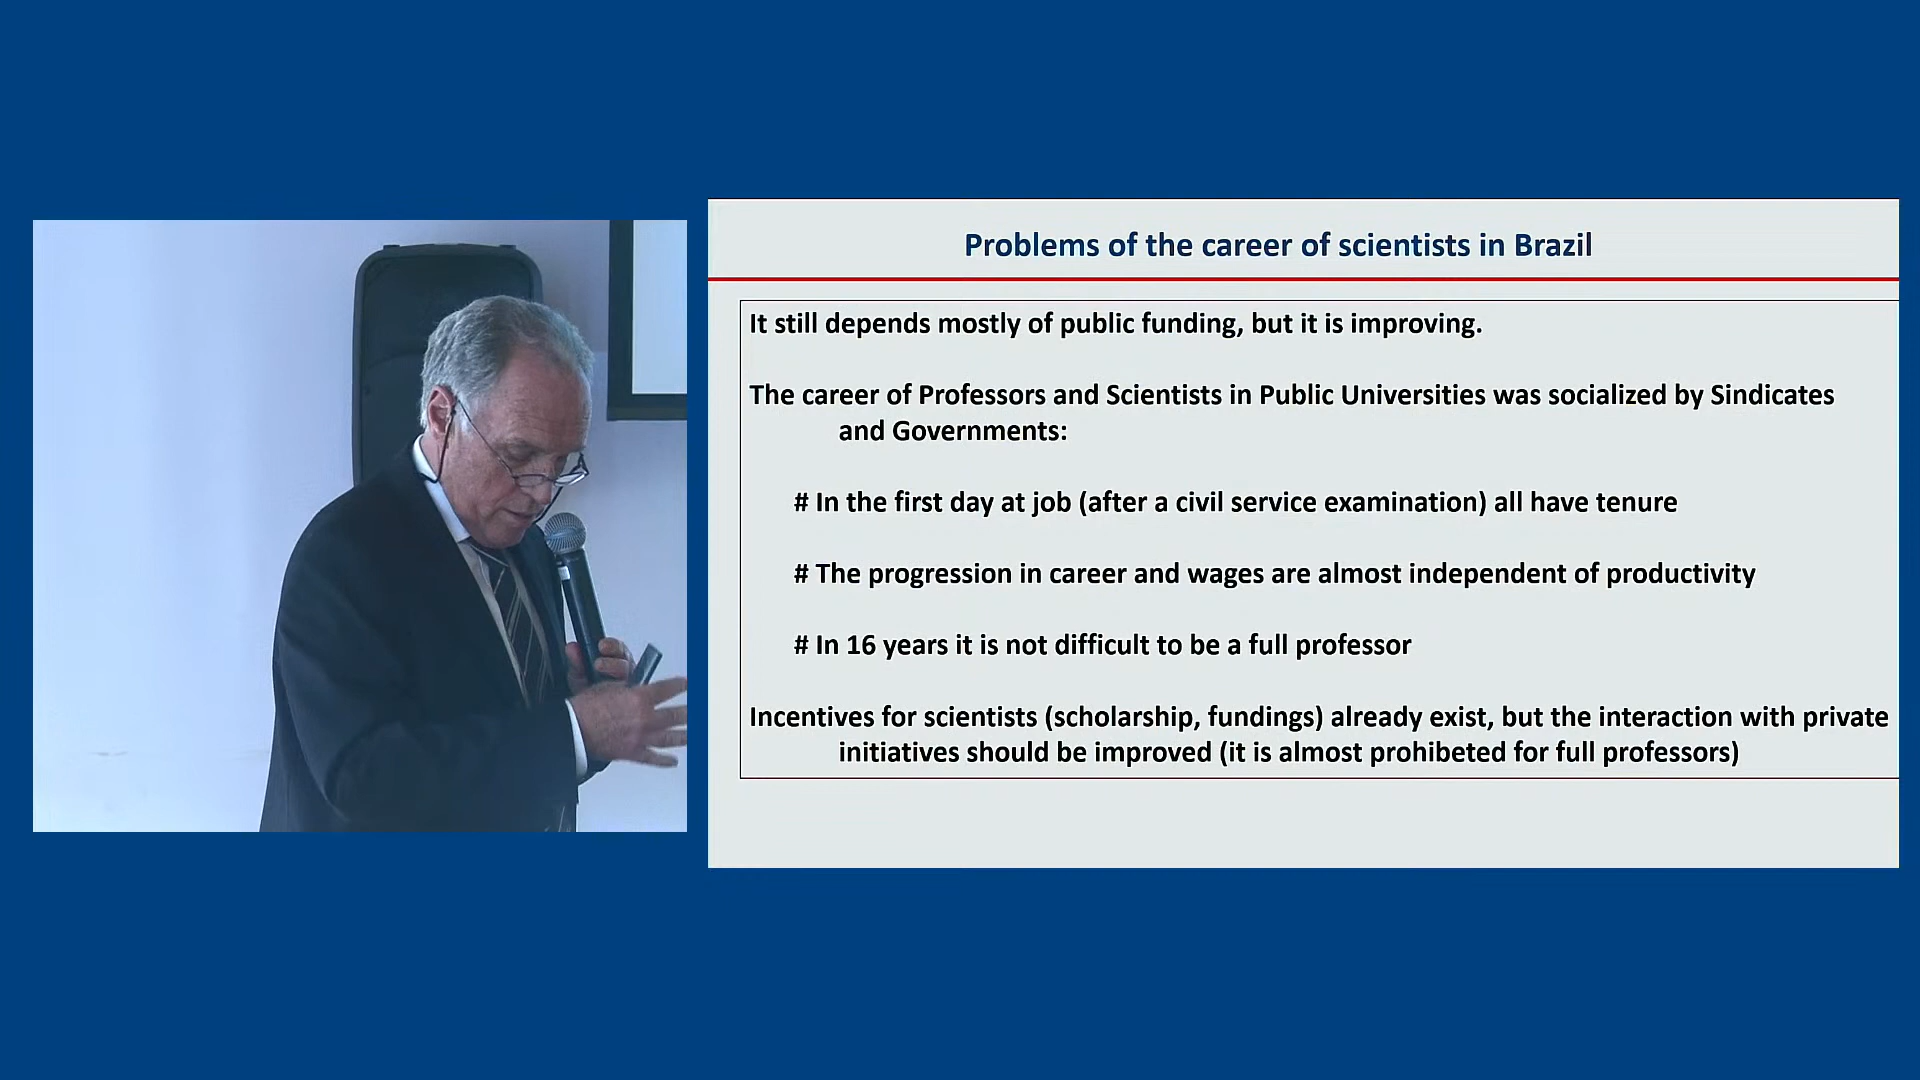 Problems of the career of scientists in Brazil
It still depends mostly of public funding, but it is improving.
The career of Professors and Scientists in Public Universities was socialized by Sindicates
and Governments:
# In the first day at job (after a civil service examination) all have tenure
# The progression in career and wages are almost independent of productivity
# In 16 years it is not difficult to be a full professor
Incentives for scientists (scholarship, fundings) already exist, but the interaction with private
initiatives should be improved (it is almost prohibeted for full professors)